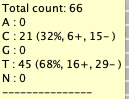 Total count: 66
A : 0
C : 21 (32%, 6+, 15- )
G : 0
T : 45 (68%, 16+, 29- )
N : 0
---------------